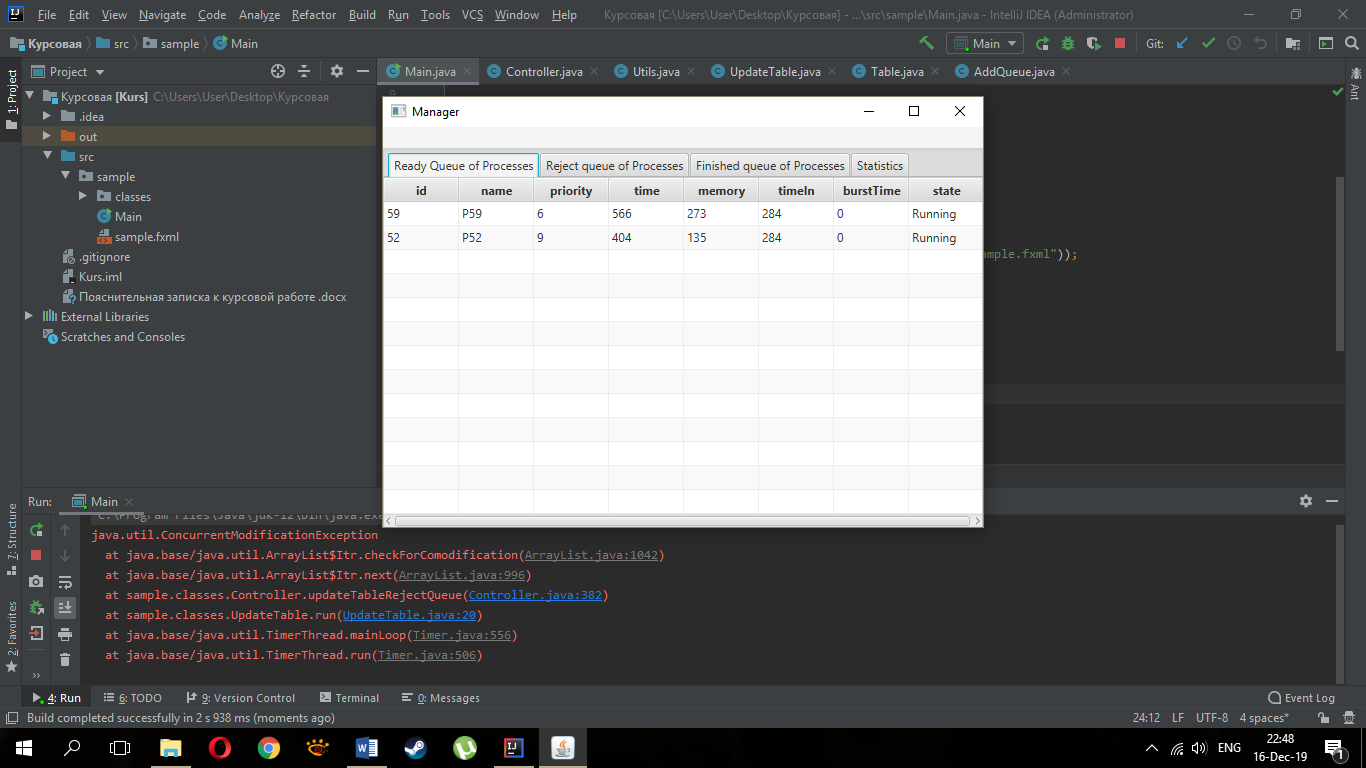 File Edit View Navigate Code Analyze Refactor Build Run Tools VCS Window Help Курсовая [C:\Users\User\Desktop\Курсовая] - ...\src\sample\Main.java - IntelliJ IDEA (Administrator)
Курсовая src sample Main Main Git:
Project Main.java Controller.java Utils.java UpdateTable.java Table.java AddQueue.java
1: Project
Ant
Курсовая [Kurs] C:\Users\User\Desktop\Курсовая
.idea
out
src
sample
classes
Main
sample.fxml
.gitignore
Kurs.iml
Пояснительная записка к курсовой работе .docx
External Libraries
Scratches and Consoles
Manager
Ready Queue of Processes Reject queue of Processes Finished queue of Processes Statistics
id name priority time memory timeIn burstTime state
59 P59 6 566 273 284 0 Running
52 P52 9 404 135 284 0 Running
mple.fxml"));
7: Structure
2: Favorites
Run: Main
C:\Program Files\Java\jdk-12\bin\java.exe
java.util.ConcurrentModificationException
at java.base/java.util.ArrayList$Itr.checkForComodification(ArrayList.java:1042)
at java.base/java.util.ArrayList$Itr.next(ArrayList.java:996)
at sample.classes.Controller.updateTableRejectQueue(Controller.java:382)
at sample.classes.UpdateTable.run(UpdateTable.java:20)
at java.base/java.util.TimerThread.mainLoop(Timer.java:556)
at java.base/java.util.TimerThread.run(Timer.java:506)
4: Run 6: TODO 9: Version Control Terminal 0: Messages Event Log
Build completed successfully in 2 s 938 ms (moments ago) 24:12 LF UTF-8 4 spaces*
ENG 22:48
16-Dec-19 1